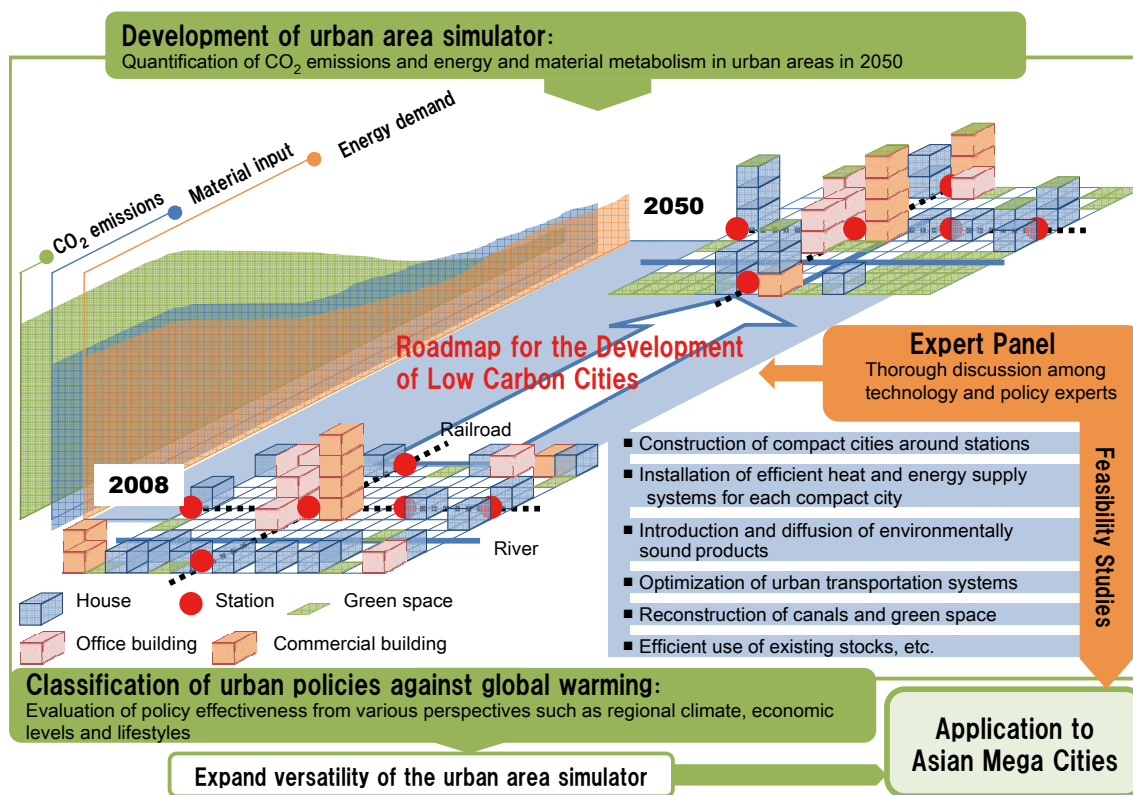 Development of urban area simulator:
Quantification of CO₂ emissions and energy and material metabolism in urban areas in 2050
CO₂ emissions
Material input
Energy demand
2050
Roadmap for the Development
of Low Carbon Cities
Expert Panel
Thorough discussion among
technology and policy experts
2008
Railroad
River
House
Station
Green space
Office building
Commercial building
■ Construction of compact cities around stations
■ Installation of efficient heat and energy supply
systems for each compact city
■ Introduction and diffusion of environmentally
sound products
■ Optimization of urban transportation systems
■ Reconstruction of canals and green space
■ Efficient use of existing stocks, etc.
Feasibility Studies
Classification of urban policies against global warming:
Evaluation of policy effectiveness from various perspectives such as regional climate, economic
levels and lifestyles
Expand versatility of the urban area simulator
Application to
Asian Mega Cities